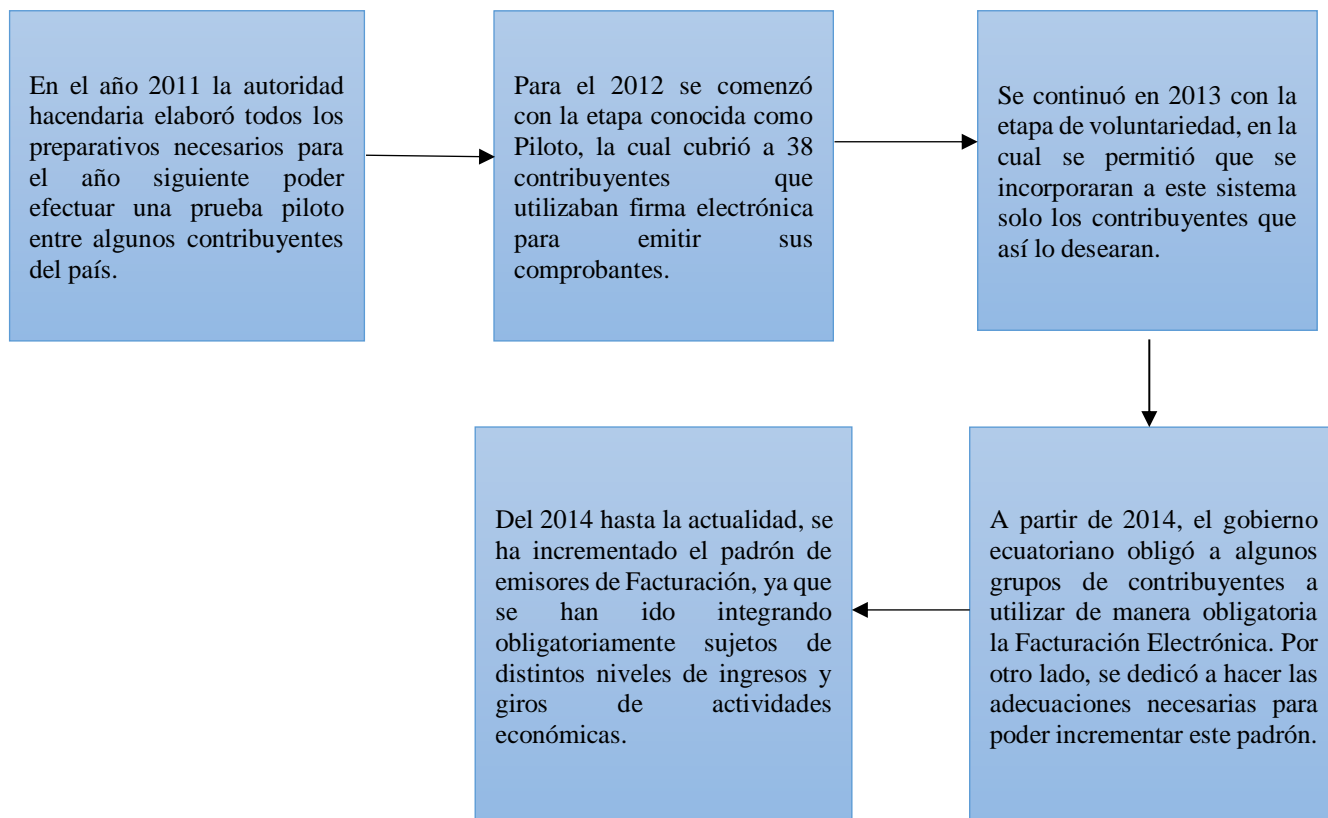 En el año 2011 la autoridad
hacendaria elaboró todos los
preparativos necesarios para
el año siguiente poder
efectuar una prueba piloto
entre algunos contribuyentes
del país.
Para el 2012 se comenzó
con la etapa conocida como
Piloto, la cual cubrió a 38
contribuyentes que
utilizaban firma electrónica
para emitir sus
comprobantes.
Se continuó en 2013 con la
etapa de voluntariedad, en la
cual se permitió que se
incorporaran a este sistema
solo los contribuyentes que
así lo desearan.
A partir de 2014, el gobierno
ecuatoriano obligó a algunos
grupos de contribuyentes a
utilizar de manera obligatoria
la Facturación Electrónica. Por
otro lado, se dedicó a hacer las
adecuaciones necesarias para
poder incrementar este padrón.
Del 2014 hasta la actualidad, se
ha incrementado el padrón de
emisores de Facturación, ya que
se han ido integrando
obligatoriamente sujetos de
distintos niveles de ingresos y
giros de actividades
económicas.